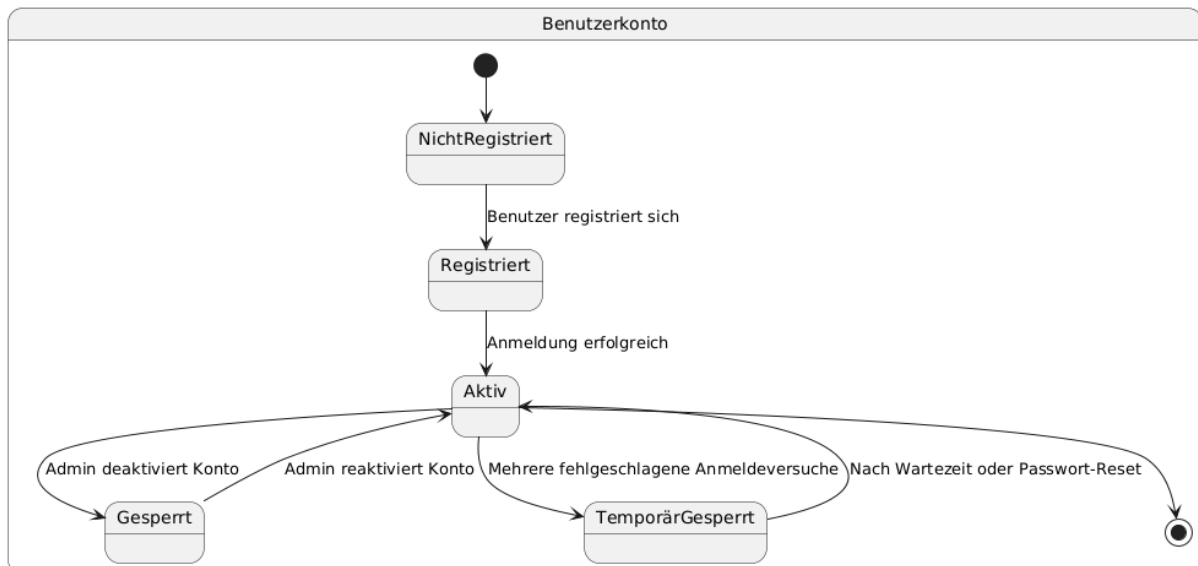 Benutzerkonto
NichtRegistriert
Benutzer registriert sich
Registriert
Anmeldung erfolgreich
Aktiv
Admin deaktiviert Konto
Admin reaktiviert Konto
Mehrere fehlgeschlagene Anmeldeversuche
Nach Wartezeit oder Passwort-Reset
Gesperrt
TemporärGesperrt